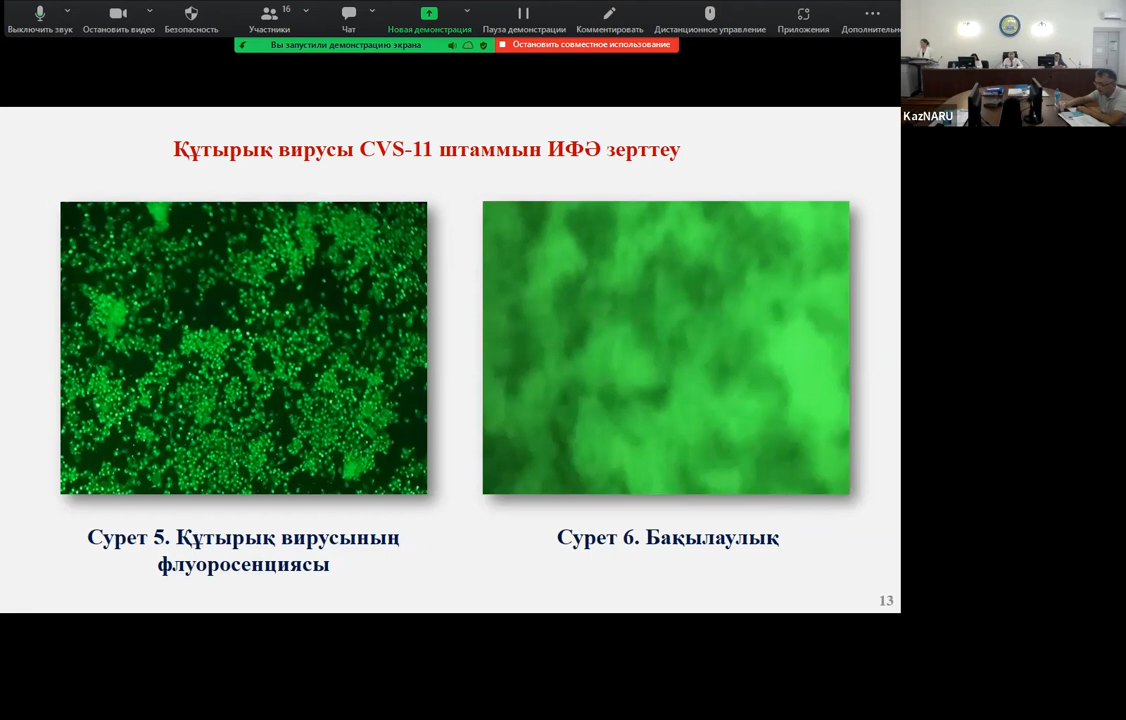 16
Выключить звук Остановить видео Безопасность Участники Чат Новая демонстрация Пауза демонстрации Комментировать Дистанционное управление Приложения Дополнительно
Вы запустили демонстрацию экрана Остановить совместное использование
KazNARU
Құтырық вирусы CVS-11 штаммын ИФӘ зерттеу
Сурет 5. Құтырық вирусының
флуоросенциясы
Сурет 6. Бақылаулық
13